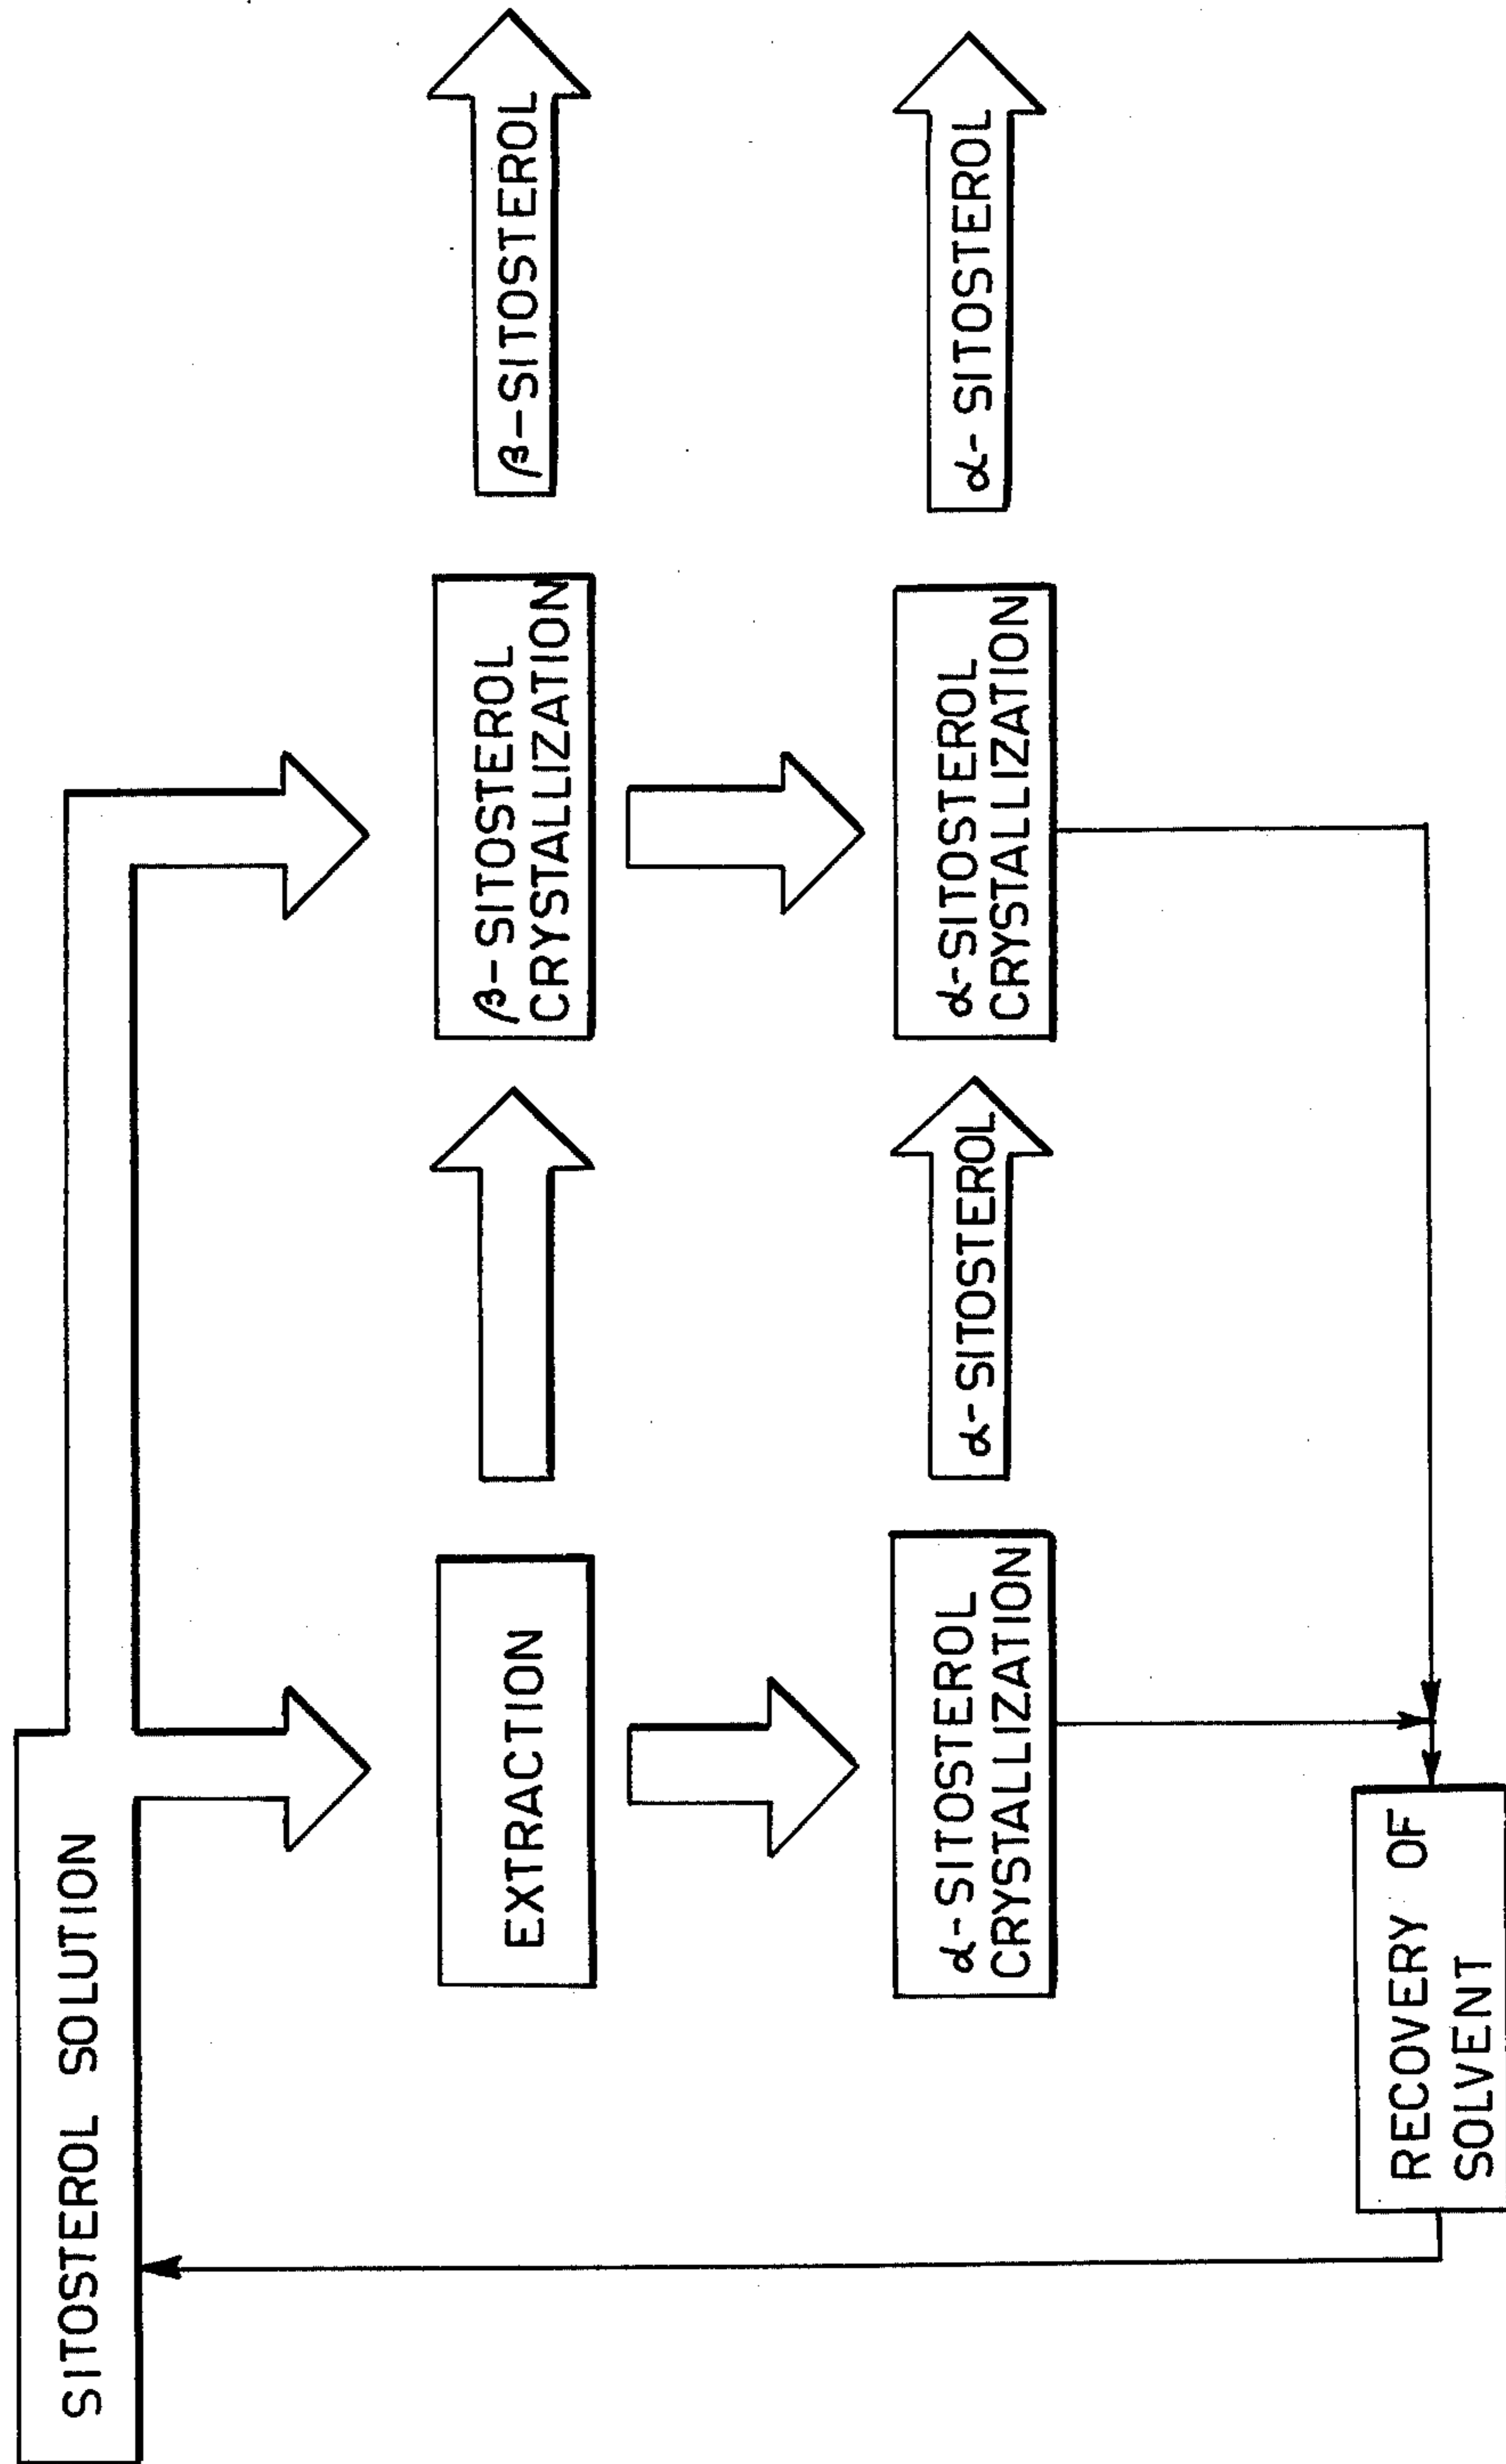 SITOSTEROL SOLUTION
EXTRACTION
β-SITOSTEROL
CRYSTALLIZATION
β-SITOSTEROL
α-SITOSTEROL
CRYSTALLIZATION
α-SITOSTEROL
α-SITOSTEROL
CRYSTALLIZATION
α-SITOSTEROL
RECOVERY OF
SOLVENT